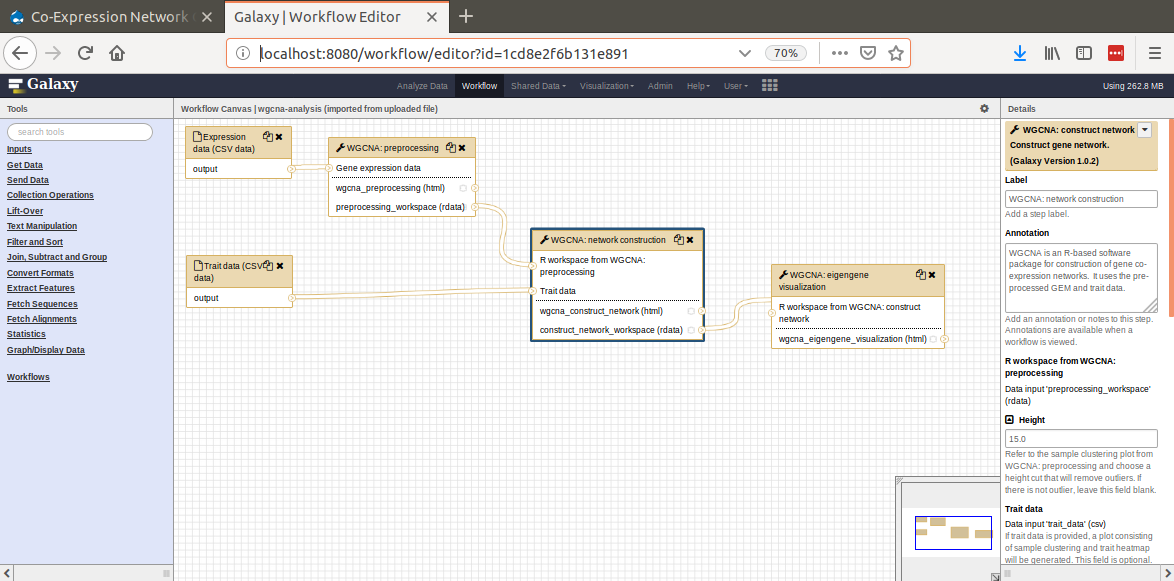 Co-Expression Network
Galaxy | Workflow Editor
localhost:8080/workflow/editor?id=1cd8e2f6b131e891
70%
Galaxy
Analyze Data
Workflow
Shared Data
Visualization
Admin
Help
User
Using 262.8 MB
Tools
search tools
Inputs
Get Data
Send Data
Collection Operations
Lift-Over
Text Manipulation
Filter and Sort
Join, Subtract and Group
Convert Formats
Extract Features
Fetch Sequences
Fetch Alignments
Statistics
Graph/Display Data
Workflows
Workflow Canvas | wgcna-analysis (imported from uploaded file)
Expression
data (CSV data)
output
WGCNA: preprocessing
Gene expression data
wgcna_preprocessing (html)
preprocessing_workspace (rdata)
Trait data (CSV
data)
output
WGCNA: network construction
R workspace from WGCNA:
preprocessing
Trait data
wgcna_construct_network (html)
construct_network_workspace (rdata)
WGCNA: eigengene
visualization
R workspace from WGCNA: construct
network
wgcna_eigengene_visualization (html)
Details
WGCNA: construct network
Construct gene network.
(Galaxy Version 1.0.2)
Label
WGCNA: network construction
Add a step label.
Annotation
WGCNA is an R-based software
package for construction of gene co-
expression networks. It uses the pre-
processed GEM and trait data.
Add an annotation or notes to this step.
Annotations are available when a
workflow is viewed.
R workspace from WGCNA:
preprocessing
Data input 'preprocessing_workspace'
(rdata)
Height
15.0
Refer to the sample clustering plot from
WGCNA: preprocessing and choose a
height cut that will remove outliers. If
there is not outlier, leave this field blank.
Trait data
Data input 'trait_data' (csv)
If trait data is provided, a plot consisting
of sample clustering and trait heatmap
will be generated. This field is optional.